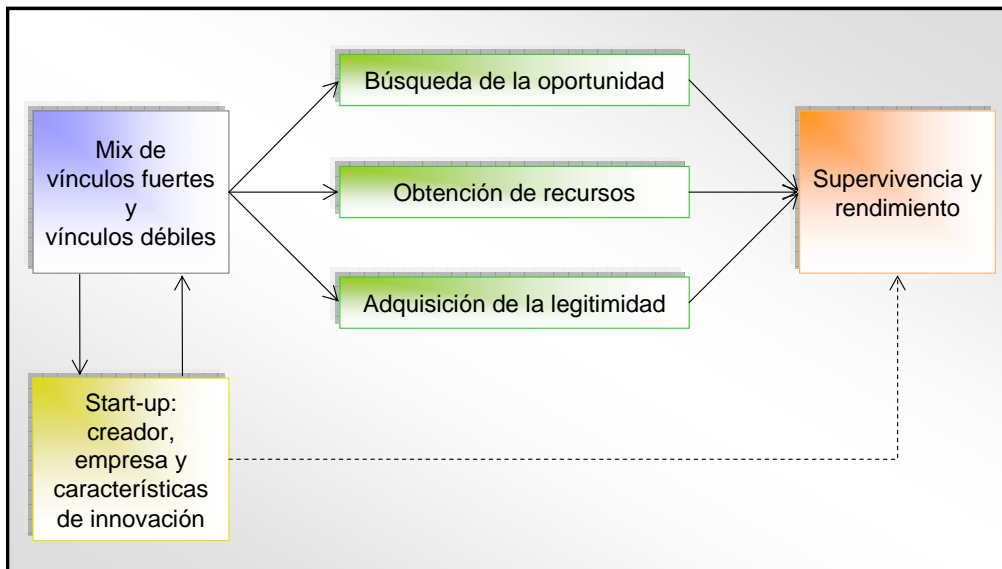 Búsqueda de la oportunidad
Mix de
vínculos fuertes
y
vínculos débiles
Obtención de recursos
Supervivencia y
rendimiento
Adquisición de la legitimidad
Start-up:
creador,
empresa y
características
de innovación